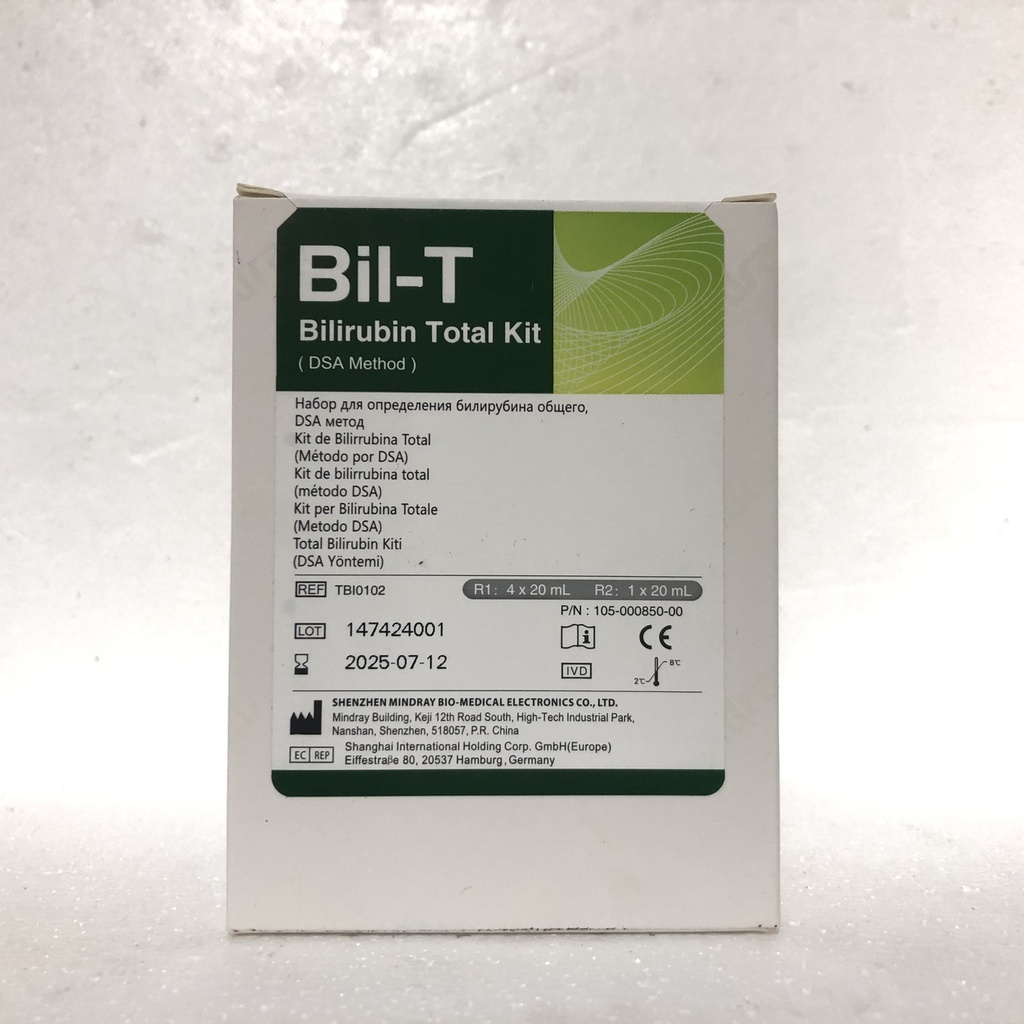 Bil-T
Bilirubin Total Kit
( DSA Method )
Набор для определения билирубина общего,
DSA метод
Kit de Bilirrubina Total
(Método por DSA)
Kit de bilirrubina total
(método DSA)
Kit per Bilirubina Totale
(Metodo DSA)
Total Bilirubin Kiti
(DSA Yöntemi)
REF TBI0102 R1: 4 x 20 mL R2: 1 x 20 mL
P/N : 105-000850-00
LOT 147424001 i CE
2025-07-12 IVD 2℃ 8℃
SHENZHEN MINDRAY BIO-MEDICAL ELECTRONICS CO., LTD.
Mindray Building, Keji 12th Road South, High-Tech Industrial Park,
Nanshan, Shenzhen, 518057, P.R. China
EC REP Shanghai International Holding Corp. GmbH(Europe)
Eiffestraβe 80, 20537 Hamburg, Germany